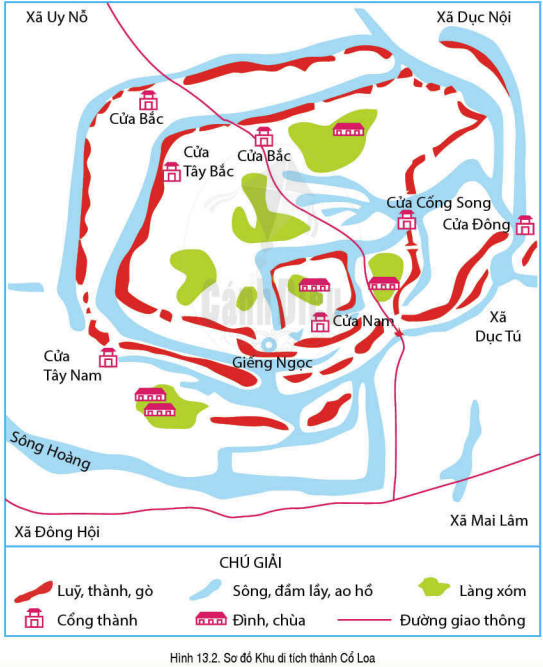 Xã Uy Nỗ
Xã Dục Nội
Cửa Bắc
Cửa
Tây Bắc
Cửa Bắc
Cửa Cống Song
Cửa Đông
Cánh Diều
Cửa Nam
Xã
Dục Tú
Giếng Ngọc
Cửa
Tây Nam
Sông Hoàng
Xã Đông Hội
Xã Mai Lâm
CHÚ GIẢI
Luỹ, thành, gò
Sông, đầm lầy, ao hồ
Làng xóm
Cổng thành
Đình, chùa
Đường giao thông
Hình 13.2. Sơ đồ Khu di tích thành Cổ Loa